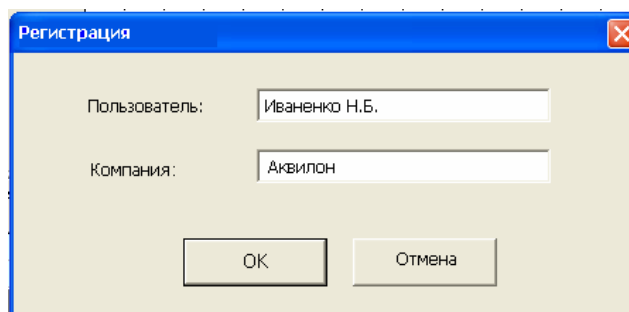 Регистрация
Пользователь: Иваненко Н.Б.
Компания: Аквилон
OK Отмена